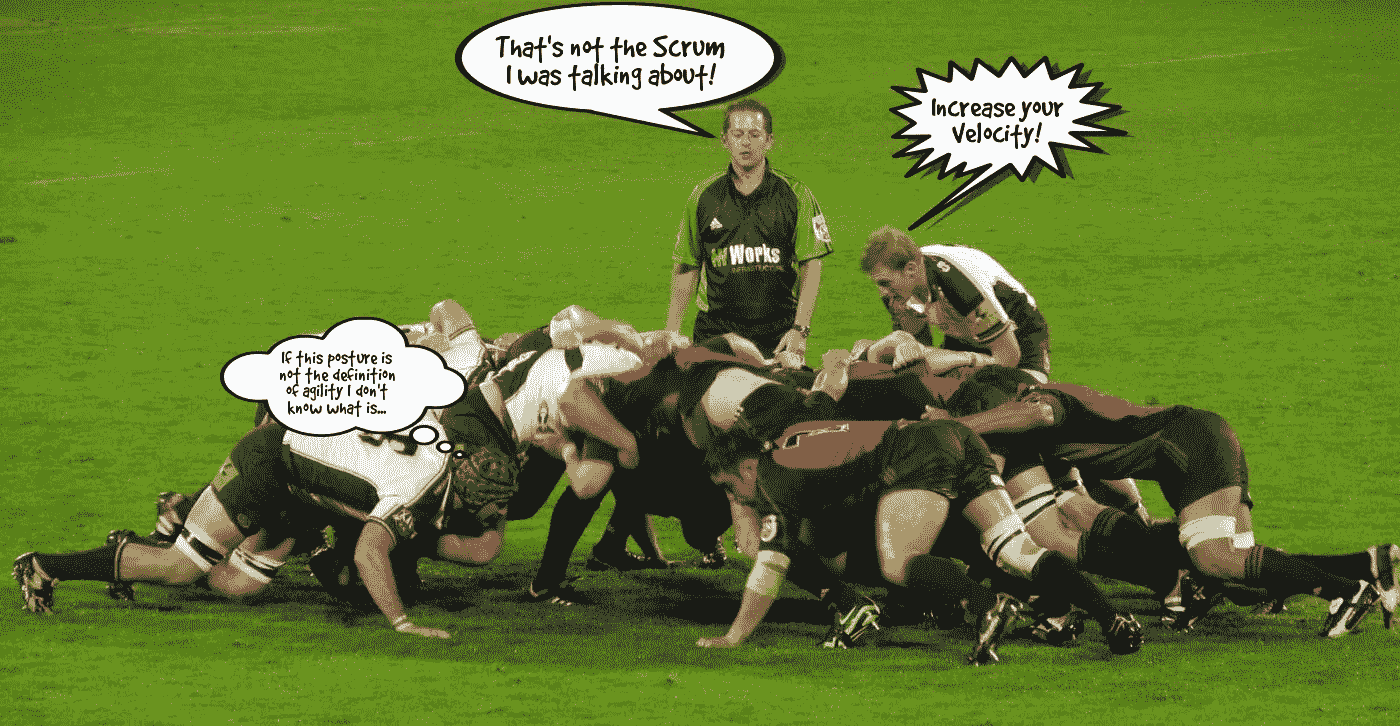 That's not the Scrum
I was talking about!
Increase your
Velocity!
Works
If this posture is
not the definition
of agility I don't
know what is...